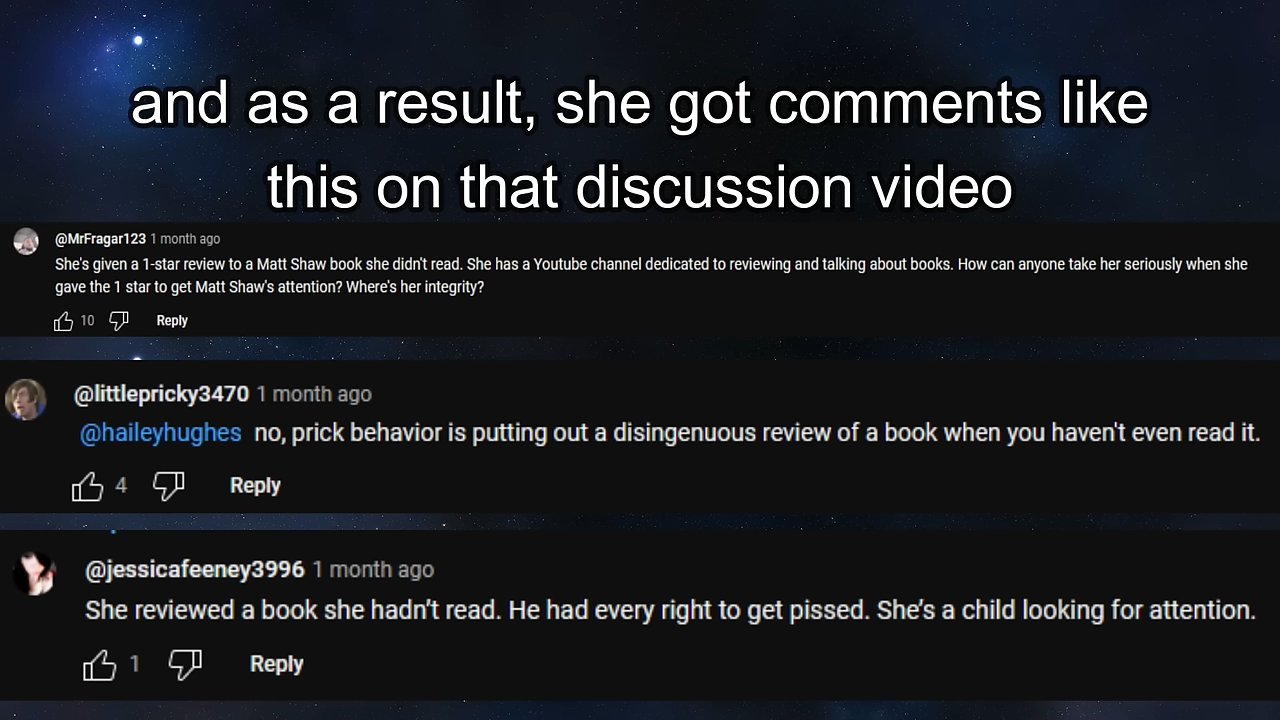 and as a result, she got comments like
this on that discussion video
@MrFragar123 1 month ago
She's given a 1-star review to a Matt Shaw book she didn't read. She has a Youtube channel dedicated to reviewing and talking about books. How can anyone take her seriously when she
gave the 1 star to get Matt Shaw's attention? Where's her integrity?
10 Reply
@littlepricky3470 1 month ago
@haileyhughes no, prick behavior is putting out a disingenuous review of a book when you haven't even read it.
4 Reply
@jessicafeeney3996 1 month ago
She reviewed a book she hadn’t read. He had every right to get pissed. She’s a child looking for attention.
1 Reply